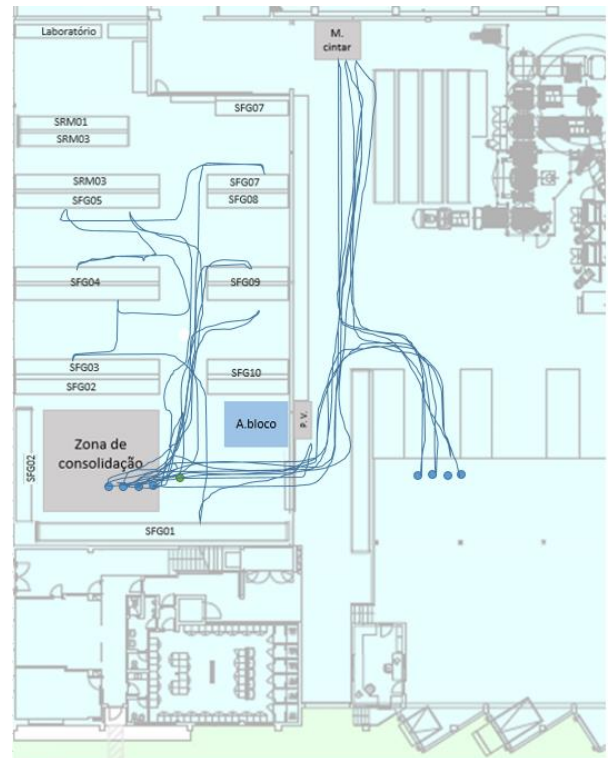 Laboratório
M.
cintar
SFG07
SRM01
SRM03
SRM03
SFG05
SFG07
SFG08
SFG04
SFG09
SFG03
SFG02
SFG10
SFG02
Zona de
consolidação
A.bloco
P.V.
SFG01